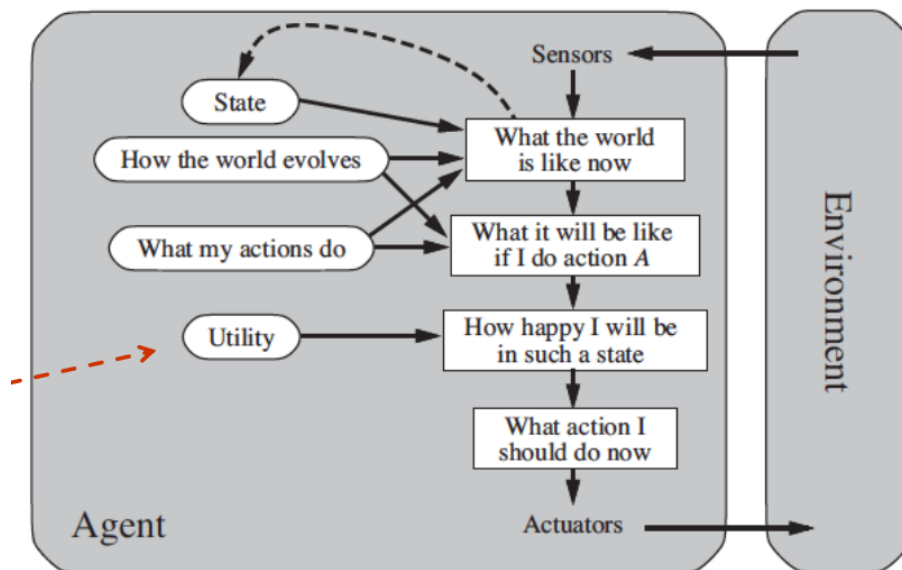 Sensors
State
What the world
is like now
How the world evolves
What it will be like
if I do action A
What my actions do
How happy I will be
in such a state
Utility
What action I
should do now
Agent
Actuators
Environment